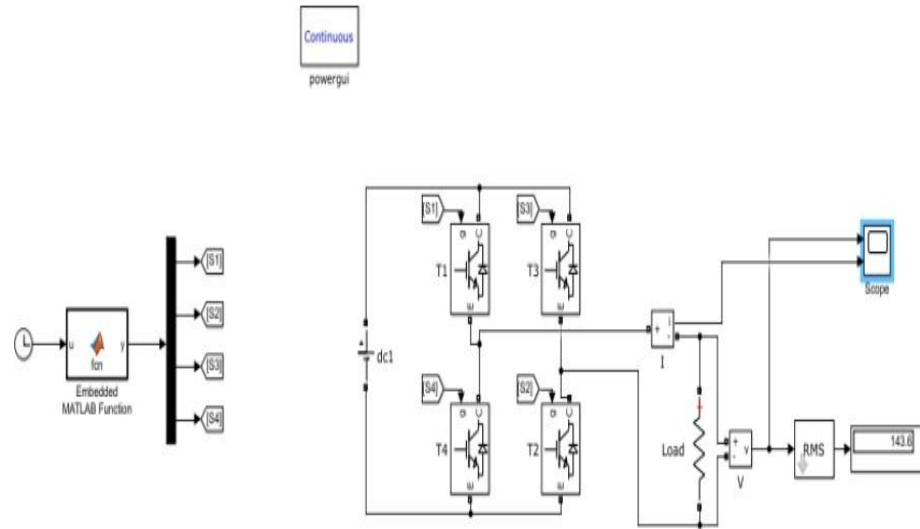 Continuous
powergui
[S1]
[S3]
g
C
g
C
T1
T3
E
E
[S1]
[S2]
[S3]
[S4]
u
fcn
y
Embedded
MATLAB Function
dc1
+
i
-
I
Scope
[S4]
[S2]
g
C
g
C
T4
T2
E
E
+
Load
+
-
v
V
RMS
143.6